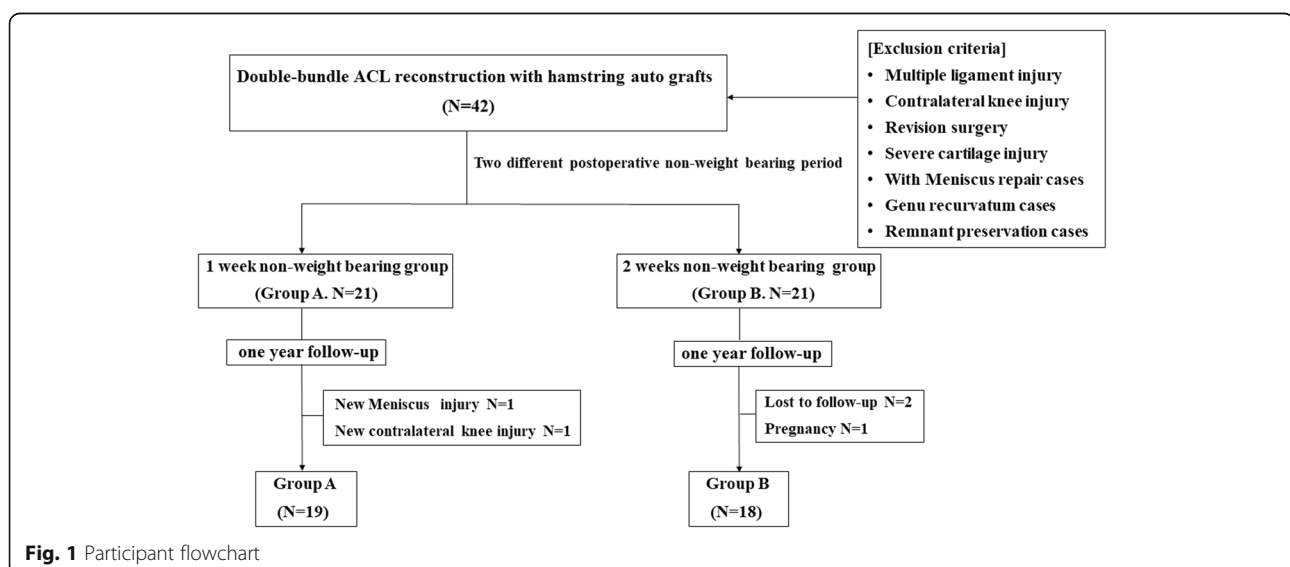 Double-bundle ACL reconstruction with hamstring auto grafts
(N=42)
[Exclusion criteria]
• Multiple ligament injury
• Contralateral knee injury
• Revision surgery
• Severe cartilage injury
• With Meniscus repair cases
• Genu recurvatum cases
• Remnant preservation cases
Two different postoperative non-weight bearing period
1 week non-weight bearing group
(Group A. N=21)
2 weeks non-weight bearing group
(Group B. N=21)
one year follow-up
one year follow-up
New Meniscus injury N=1
New contralateral knee injury N=1
Lost to follow-up N=2
Pregnancy N=1
Group A
(N=19)
Group B
(N=18)
Fig. 1 Participant flowchart